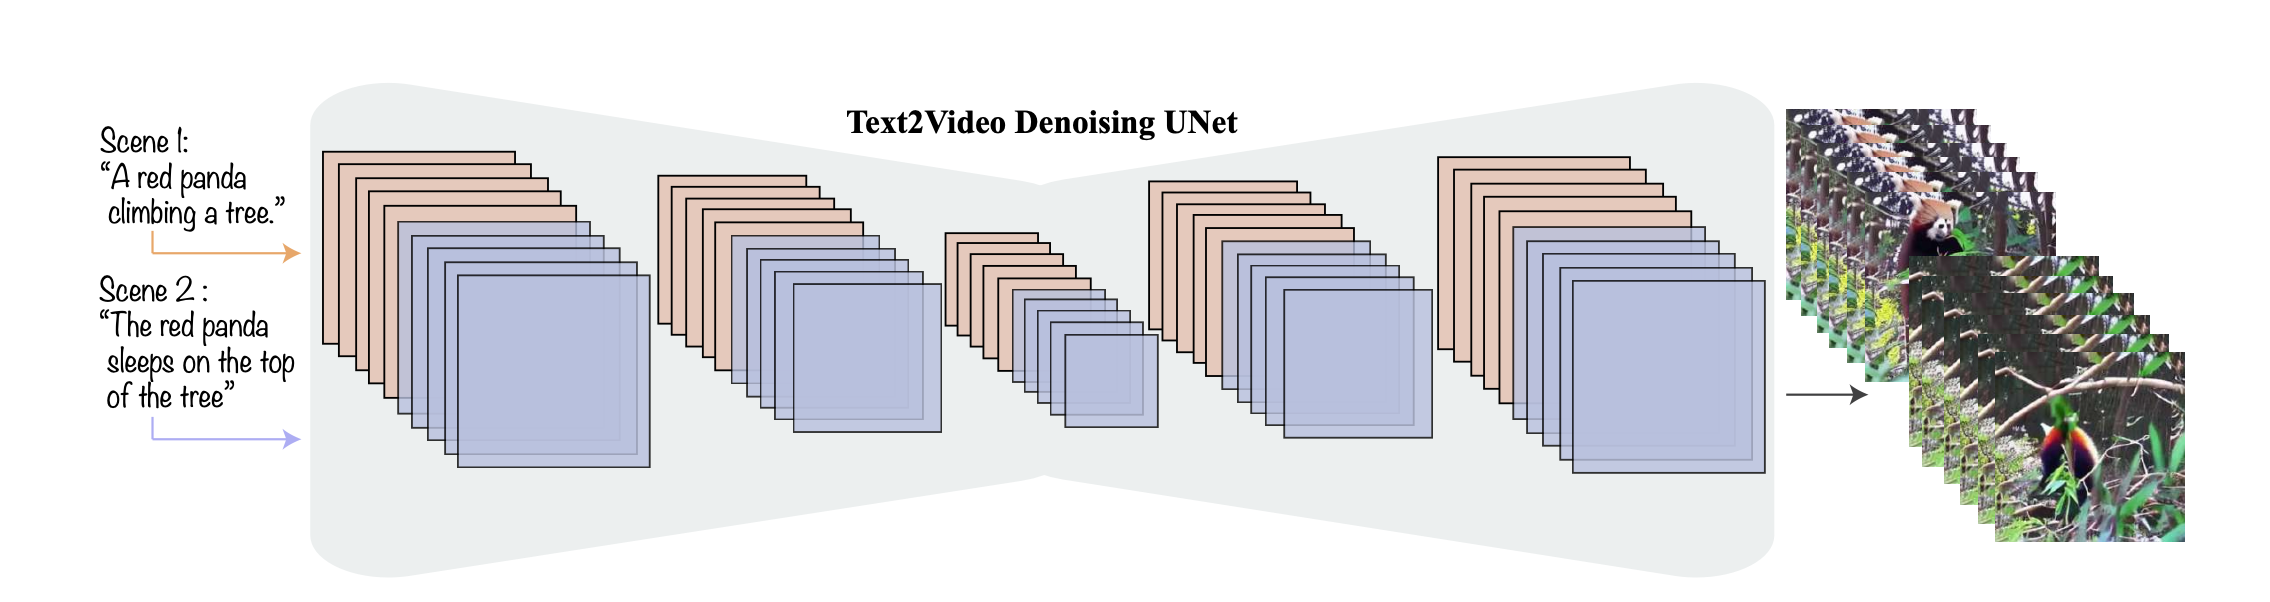 Text2Video Denoising UNet
Scene 1:
“A red panda
climbing a tree.”
Scene 2 :
“The red panda
sleeps on the top
of the tree”